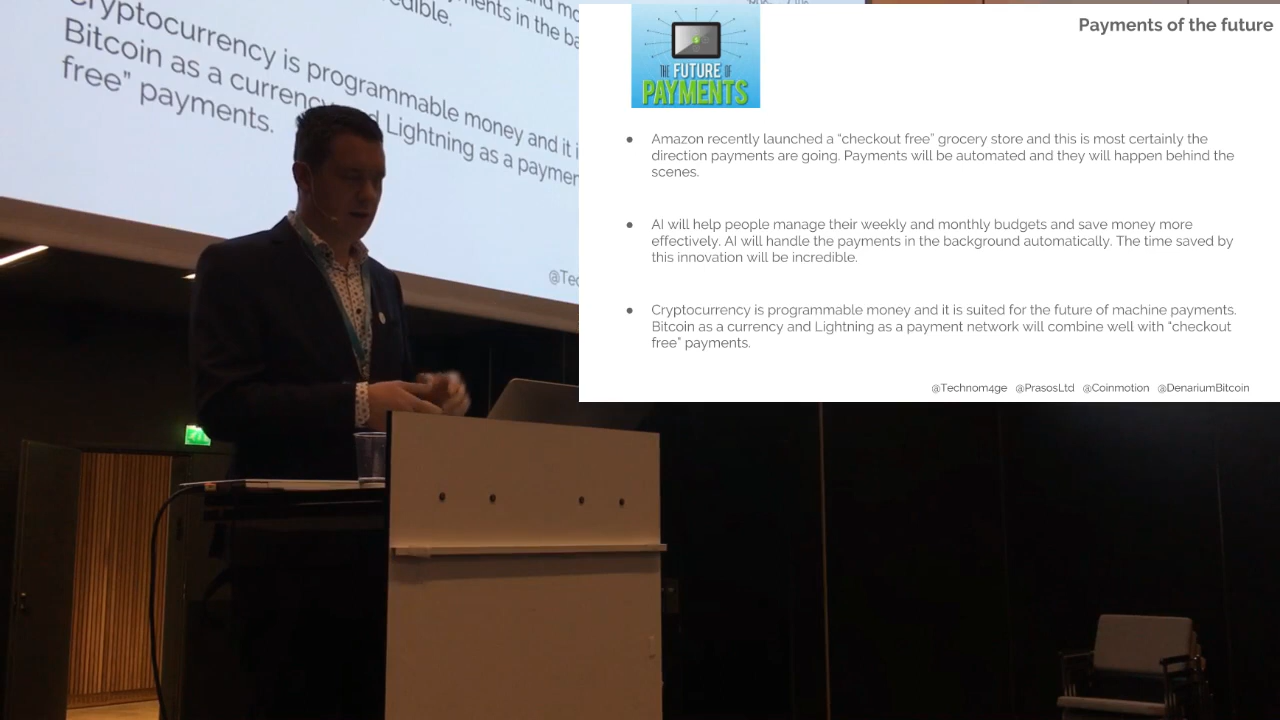 edible.
ments in the ba
Cryptocurrency is programmable money and it i
Bitcoin as a currency and Lightning as a paymen
free” payments.
@Tec
Payments of the future
THE FUTURE OF
PAYMENTS
● Amazon recently launched a “checkout free” grocery store and this is most certainly the
direction payments are going. Payments will be automated and they will happen behind the
scenes.
● AI will help people manage their weekly and monthly budgets and save money more
effectively. AI will handle the payments in the background automatically. The time saved by
this innovation will be incredible.
● Cryptocurrency is programmable money and it is suited for the future of machine payments.
Bitcoin as a currency and Lightning as a payment network will combine well with “checkout
free” payments.
@Technom4ge @PrasosLtd @Coinmotion @DenariumBitcoin